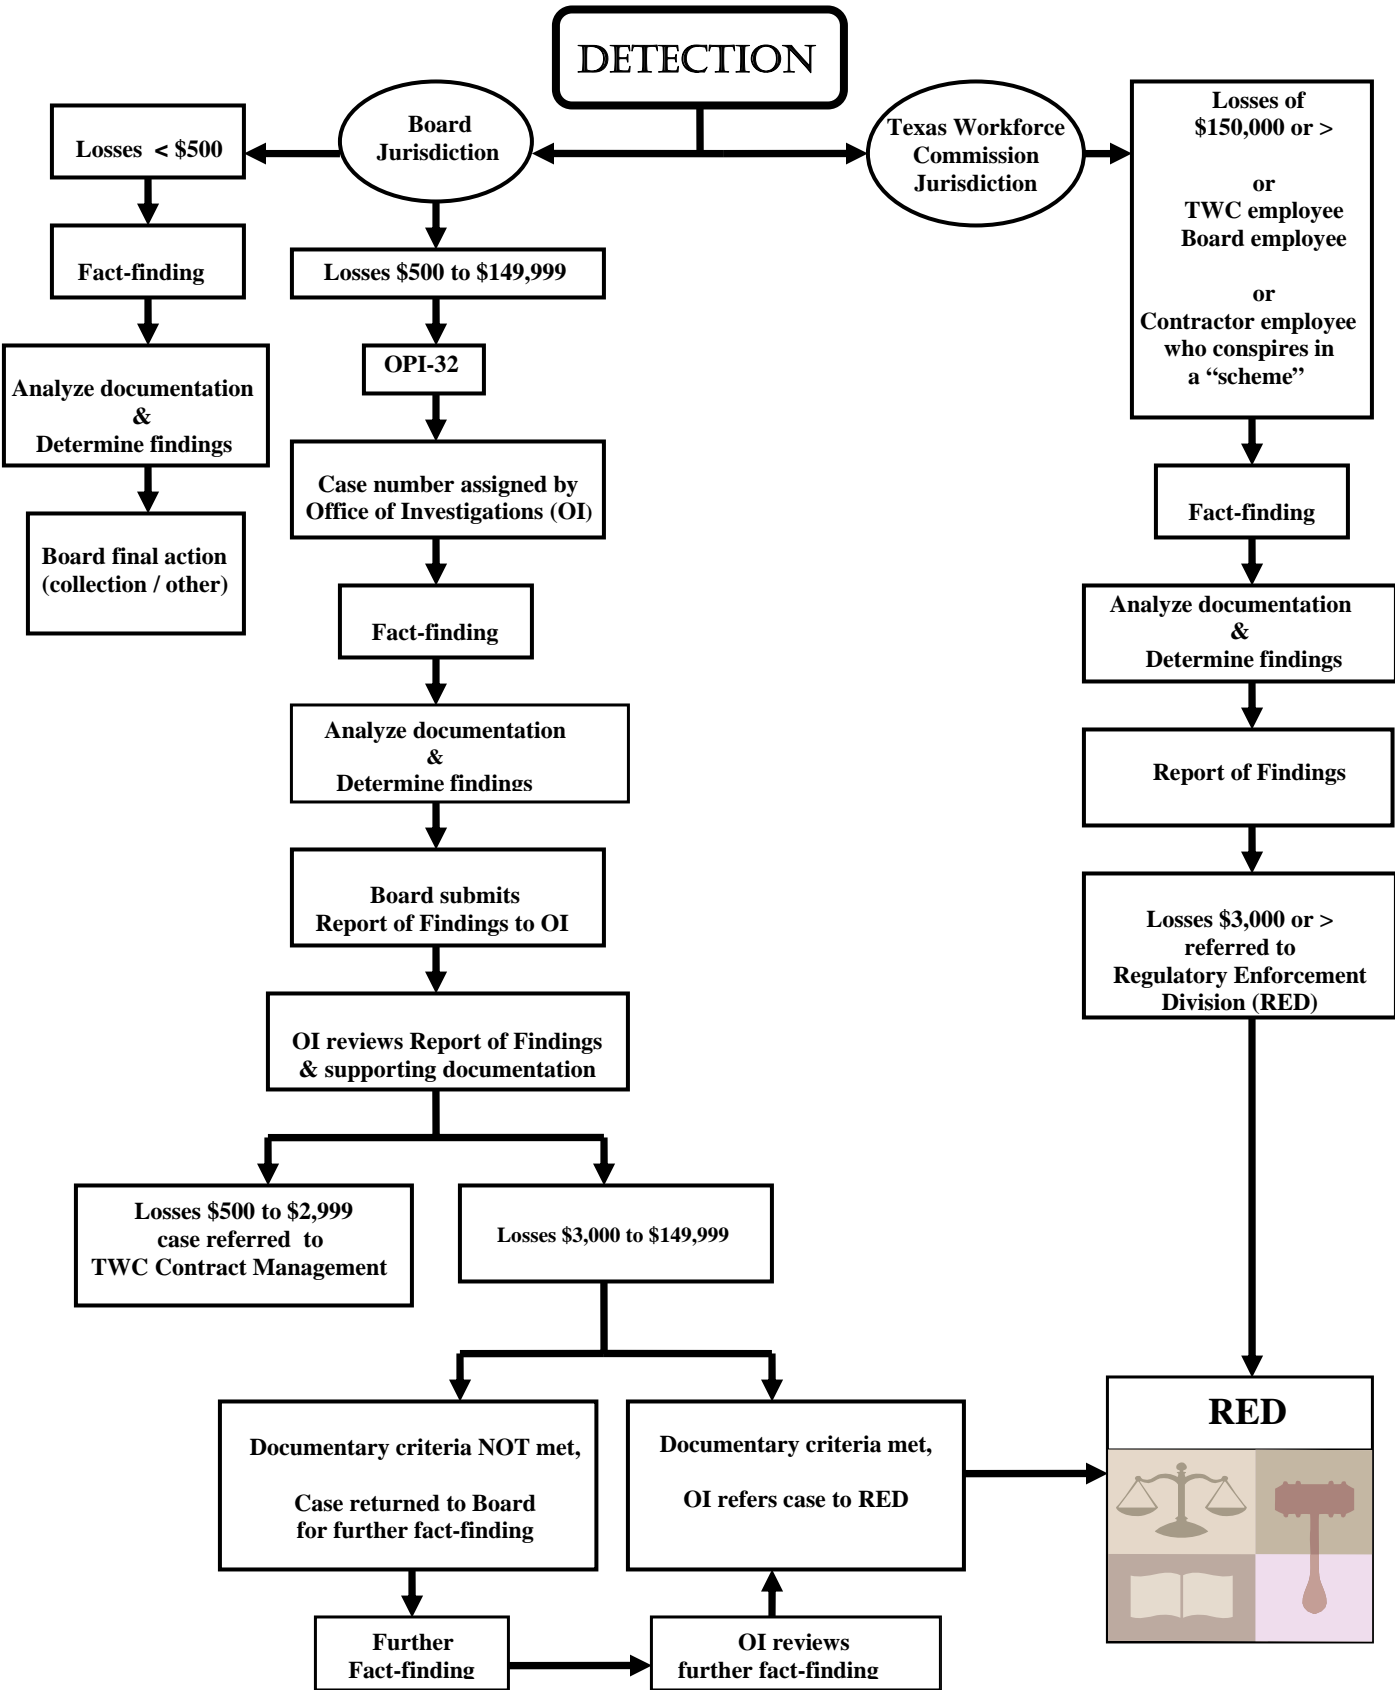 DETECTION
Board
Jurisdiction
Texas Workforce
Commission
Jurisdiction
Losses < $500
Fact-finding
Analyze documentation
&
Determine findings
Board final action
(collection / other)
Losses $500 to $149,999
OPI-32
Case number assigned by
Office of Investigations (OI)
Fact-finding
Analyze documentation
&
Determine findings
Board submits
Report of Findings to OI
OI reviews Report of Findings
& supporting documentation
Losses $500 to $2,999
case referred to
TWC Contract Management
Losses $3,000 to $149,999
Documentary criteria NOT met,
Case returned to Board
for further fact-finding
Documentary criteria met,
OI refers case to RED
Further
Fact-finding
OI reviews
further fact-finding
Losses of
$150,000 or >
or
TWC employee
Board employee
or
Contractor employee
who conspires in
a “scheme”
Fact-finding
Analyze documentation
&
Determine findings
Report of Findings
Losses $3,000 or >
referred to
Regulatory Enforcement
Division (RED)
RED